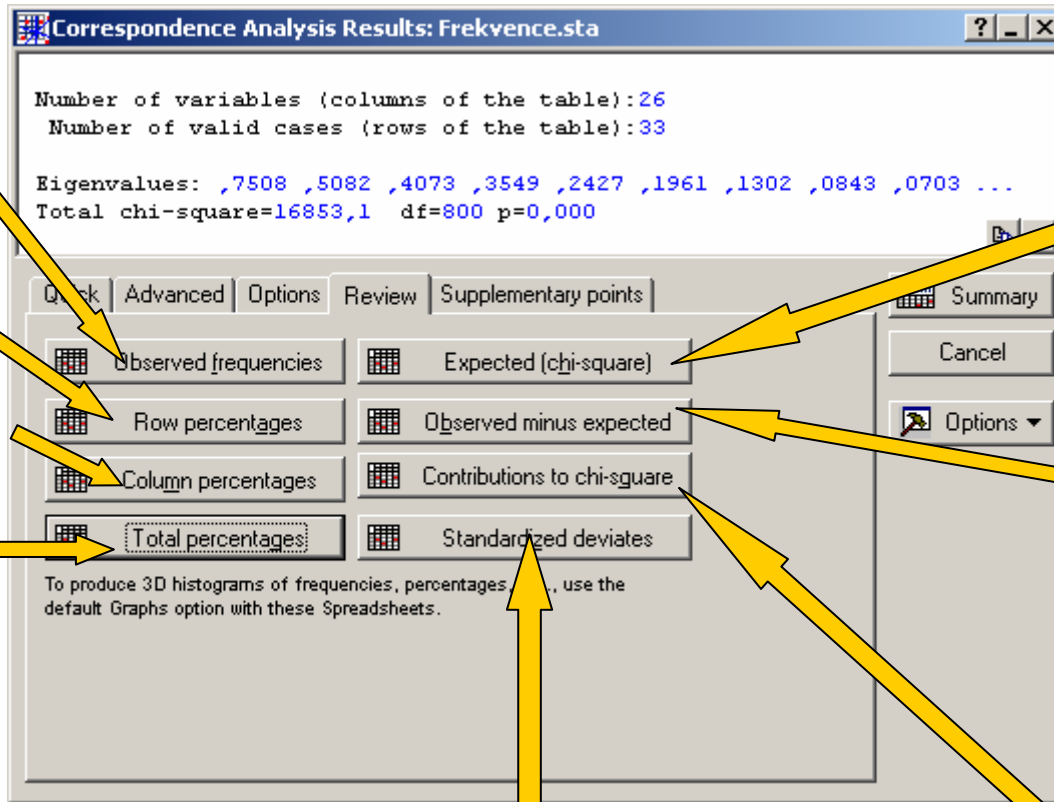 Correspondence Analysis Results: Frekvence.sta
Number of variables (columns of the table):26
Number of valid cases (rows of the table):33
Eigenvalues: ,7508 ,5082 ,4073 ,3549 ,2427 ,1961 ,1302 ,0843 ,0703 ...
Total chi-square=16853,1 df=800 p=0,000
Quick Advanced Options Review Supplementary points
Summary
Cancel
Options
Observed frequencies
Expected (chi-square)
Row percentages
Observed minus expected
Column percentages
Contributions to chi-square
Total percentages
Standardized deviates
To produce 3D histograms of frequencies, percentages, ., use the
default Graphs option with these Spreadsheets.